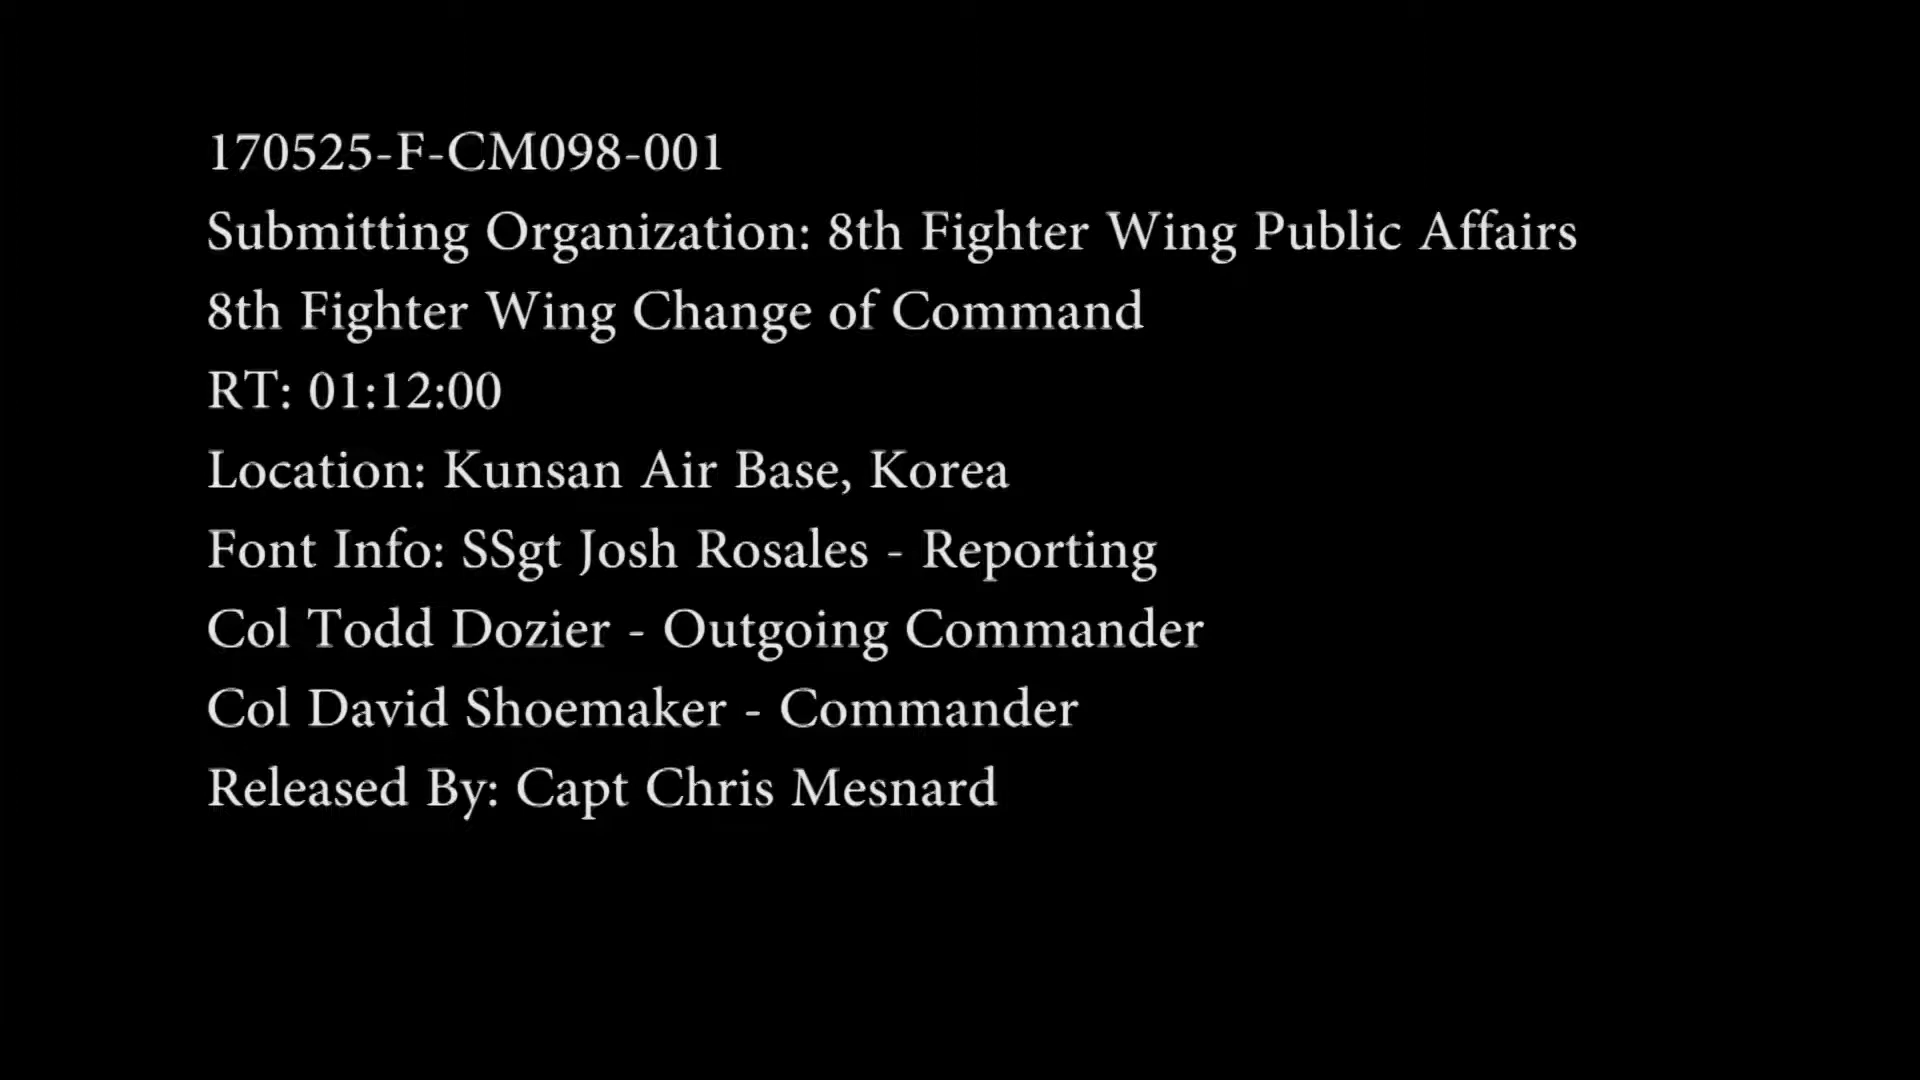 170525-F-CM098-001
Submitting Organization: 8th Fighter Wing Public Affairs
8th Fighter Wing Change of Command
RT: 01:12:00
Location: Kunsan Air Base, Korea
Font Info: SSgt Josh Rosales - Reporting
Col Todd Dozier - Outgoing Commander
Col David Shoemaker - Commander
Released By: Capt Chris Mesnard